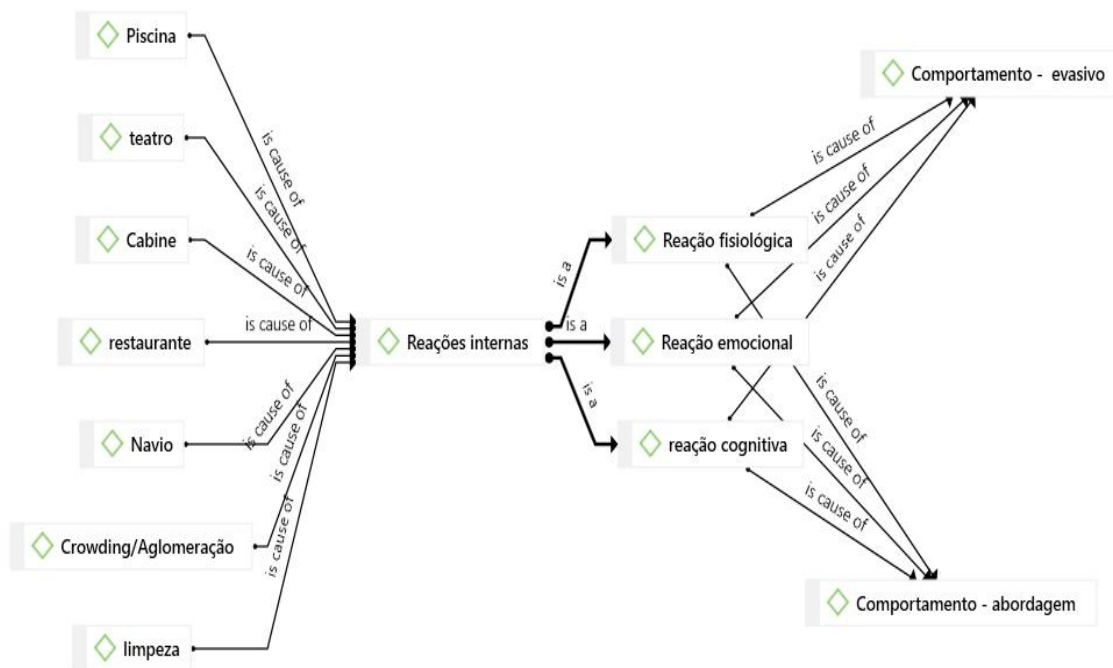 Piscina
teatro
Cabine
restaurante
Navio
Crowding/Aglomeração
limpeza
is cause of
is cause of
is cause of
is cause of
is cause of
is cause of
is cause of
Reações internas
is a
is a
is a
Reação fisiológica
Reação emocional
reação cognitiva
is cause of
is cause of
is cause of
is cause of
is cause of
is cause of
Comportamento - evasivo
Comportamento - abordagem